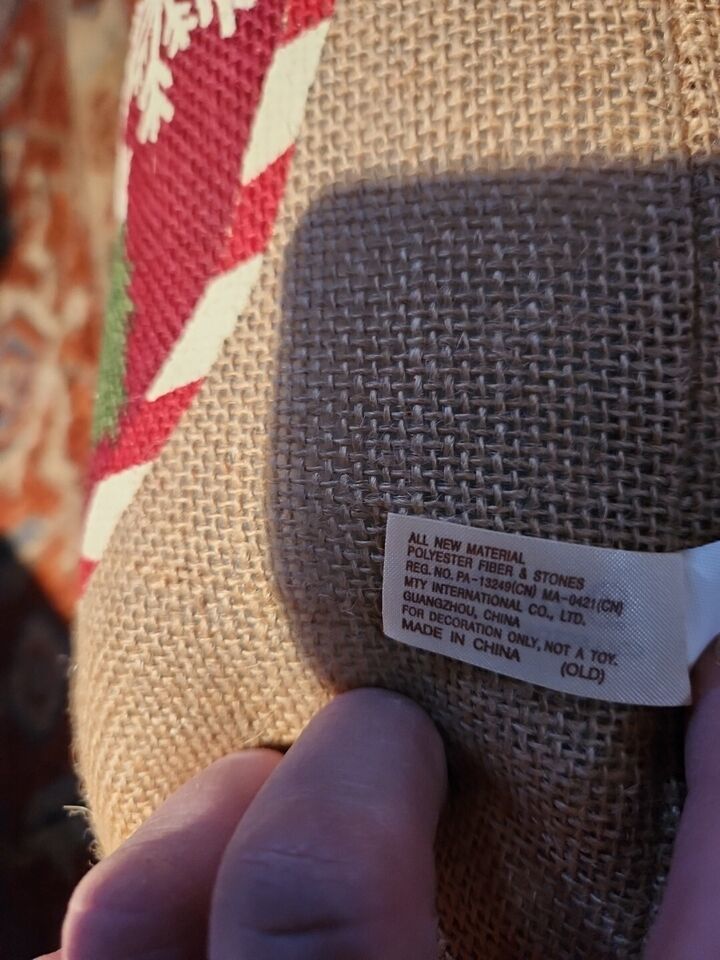 ALL NEW MATERIAL
POLYESTER FIBER & STONES
REG. NO. PA-13249(CN) MA-0421(CN)
MTY INTERNATIONAL CO., LTD.
GUANGZHOU, CHINA
FOR DECORATION ONLY, NOT A TOY.
MADE IN CHINA (OLD)